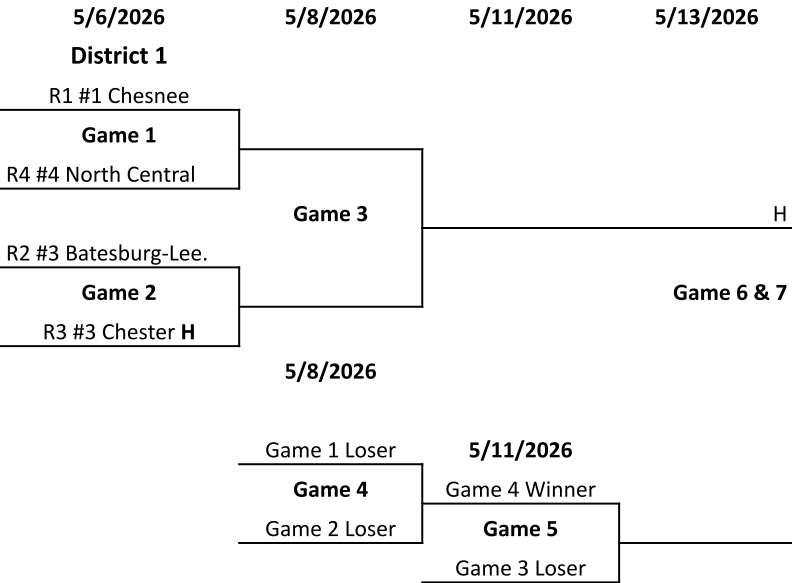 5/6/2026 5/8/2026 5/11/2026 5/13/2026
District 1
R1 #1 Chesnee
Game 1
R4 #4 North Central
Game 3 H
R2 #3 Batesburg-Lee.
Game 2 Game 6 & 7
R3 #3 Chester H
5/8/2026
Game 1 Loser 5/11/2026
Game 4 Game 4 Winner
Game 2 Loser Game 5
Game 3 Loser